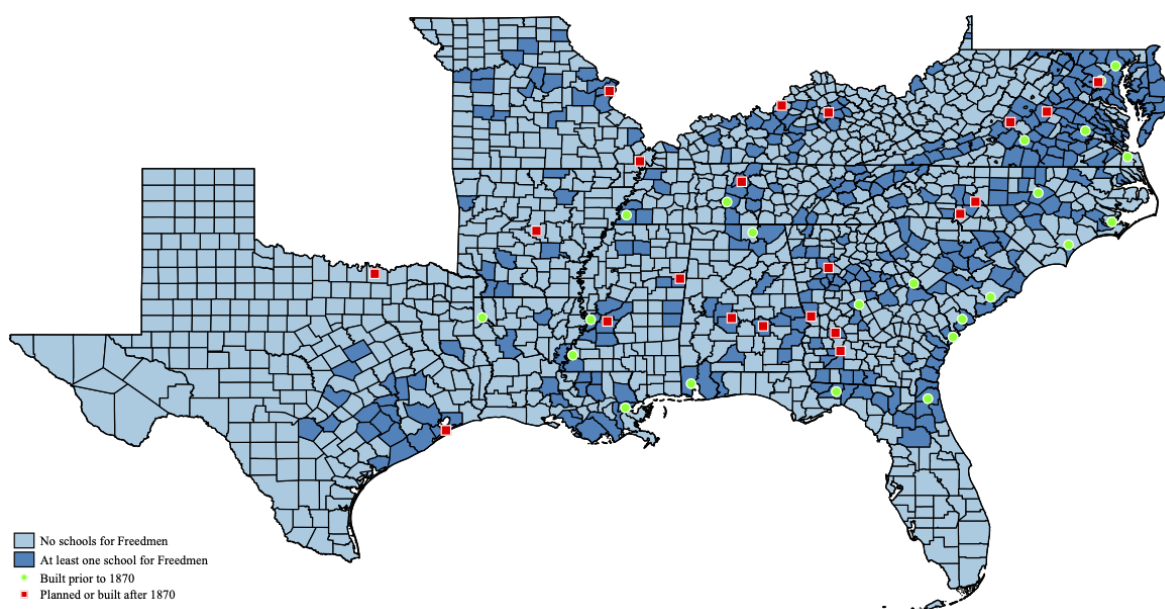 No schools for Freedmen
At least one school for Freedmen
Built prior to 1870
Planned or built after 1870